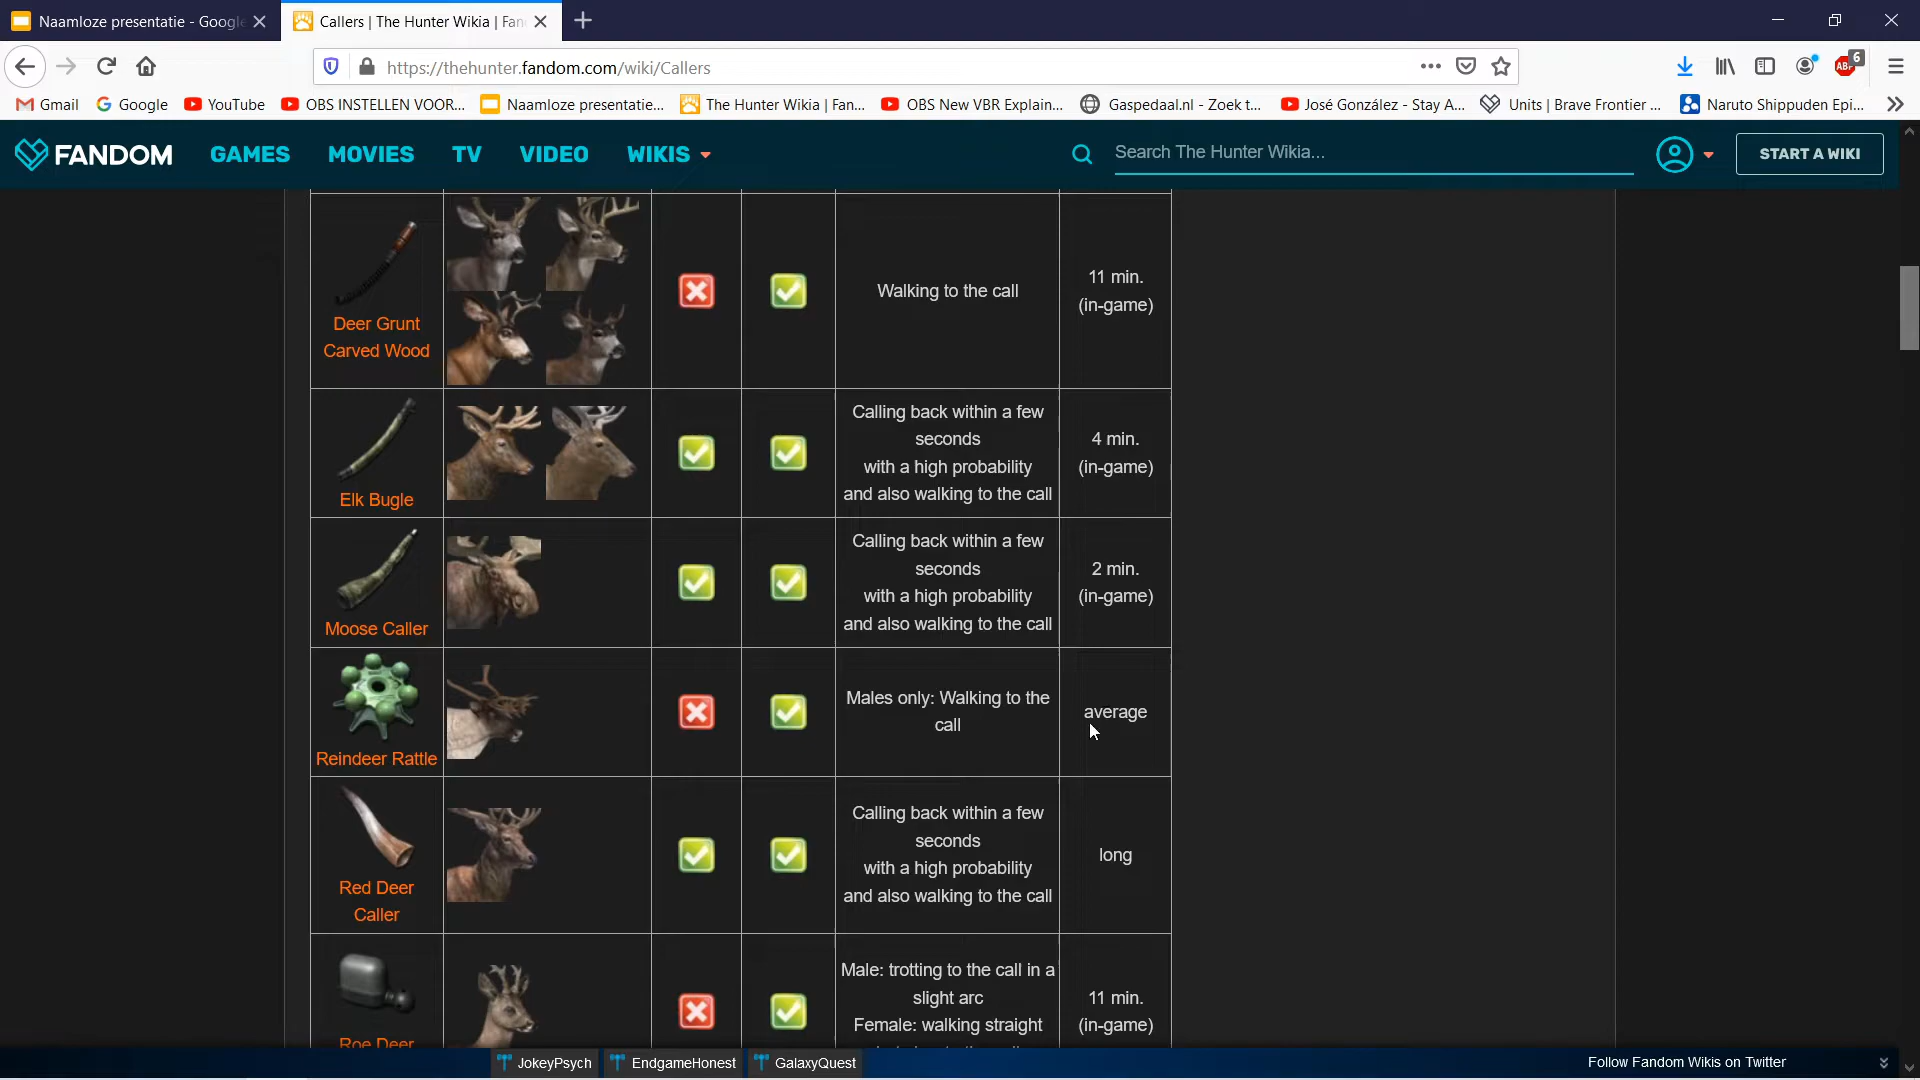 Naamloze presentatie - Google
Callers | The Hunter Wikia | Fan
https://thehunter.fandom.com/wiki/Callers
ABP
6
Gmail
Google
YouTube
OBS INSTELLEN VOOR...
Naamloze presentatie...
The Hunter Wikia | Fan...
OBS New VBR Explain...
Gaspedaal.nl - Zoek t...
José González - Stay A...
Units | Brave Frontier ...
Naruto Shippuden Epi...
FANDOM
GAMES
MOVIES
TV
VIDEO
WIKIS
Search The Hunter Wikia...
START A WIKI
Deer Grunt
Carved Wood
Walking to the call
11 min.
(in-game)
Elk Bugle
Calling back within a few
seconds
with a high probability
and also walking to the call
4 min.
(in-game)
Moose Caller
Calling back within a few
seconds
with a high probability
and also walking to the call
2 min.
(in-game)
Reindeer Rattle
Males only: Walking to the
call
average
Red Deer
Caller
Calling back within a few
seconds
with a high probability
and also walking to the call
long
Roe Deer
Male: trotting to the call in a
slight arc
Female: walking straight
11 min.
(in-game)
JokeyPsych
EndgameHonest
GalaxyQuest
Follow Fandom Wikis on Twitter